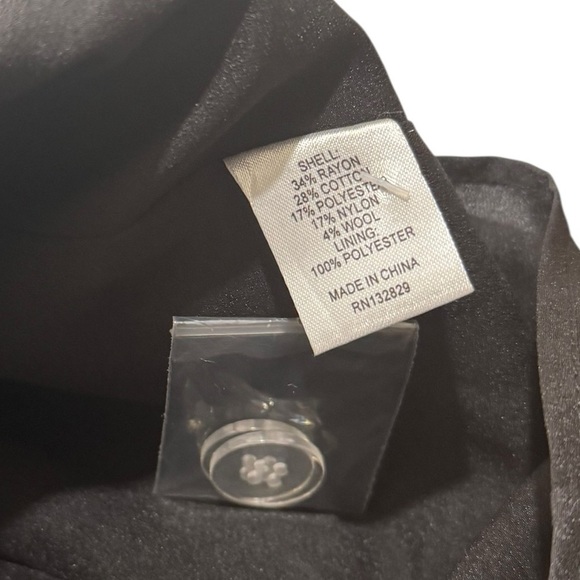 SHELL:
34% RAYON
28% COTTON
17% POLYESTER
17% NYLON
4% WOOL
LINING:
100% POLYESTER
MADE IN CHINA
RN132829